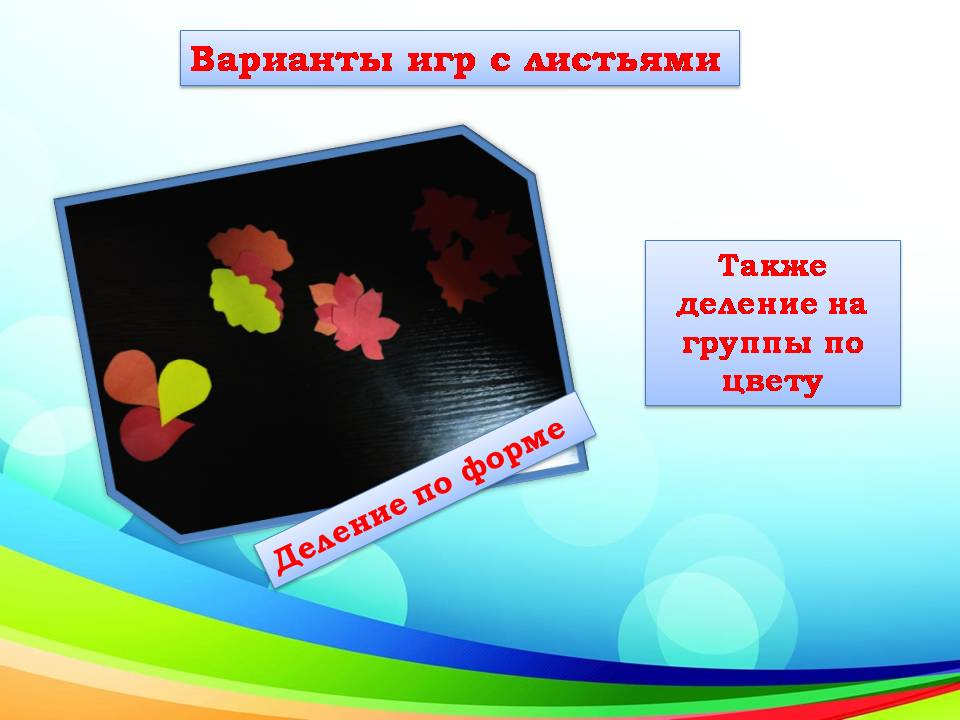 Варианты игр с листьями
Также
деление на
группы по
цвету
Деление по форме